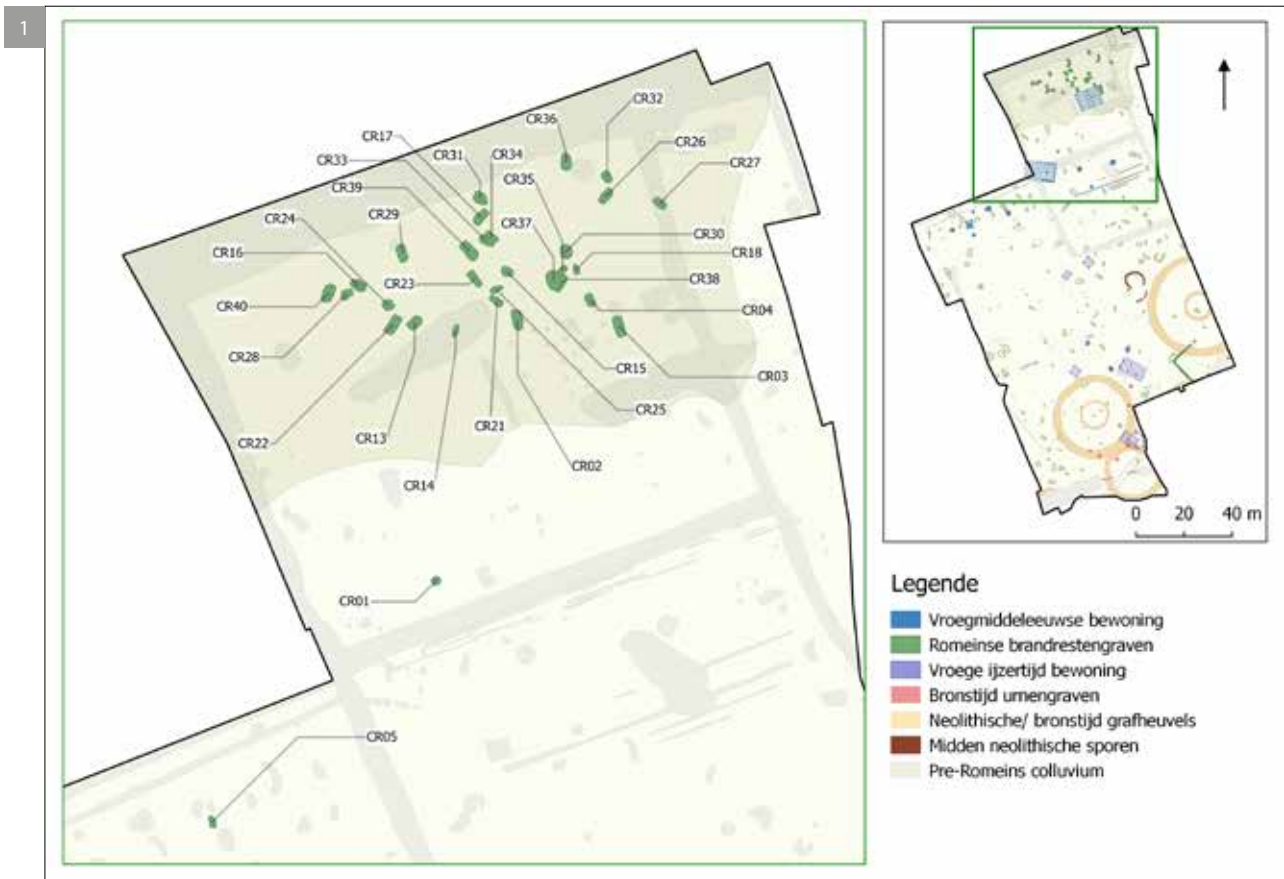 1
CR32
CR36
CR17
CR26
CR33
CR31
CR34
CR27
CR39
CR35
CR24
CR29
CR37
CR30
CR16
CR18
CR23
CR38
CR40
CR04
CR28
CR15
CR03
CR25
CR22
CR13
CR21
CR02
CR14
CR01
CR05
0 20 40 m
Legende
Vroegmiddeleeuwse bewoning
Romeinse brandrestengraven
Vroege ijzertijd bewoning
Bronstijd urnengraven
Neolithische/ bronstijd grafheuvels
Midden neolithische sporen
Pre-Romeins colluvium